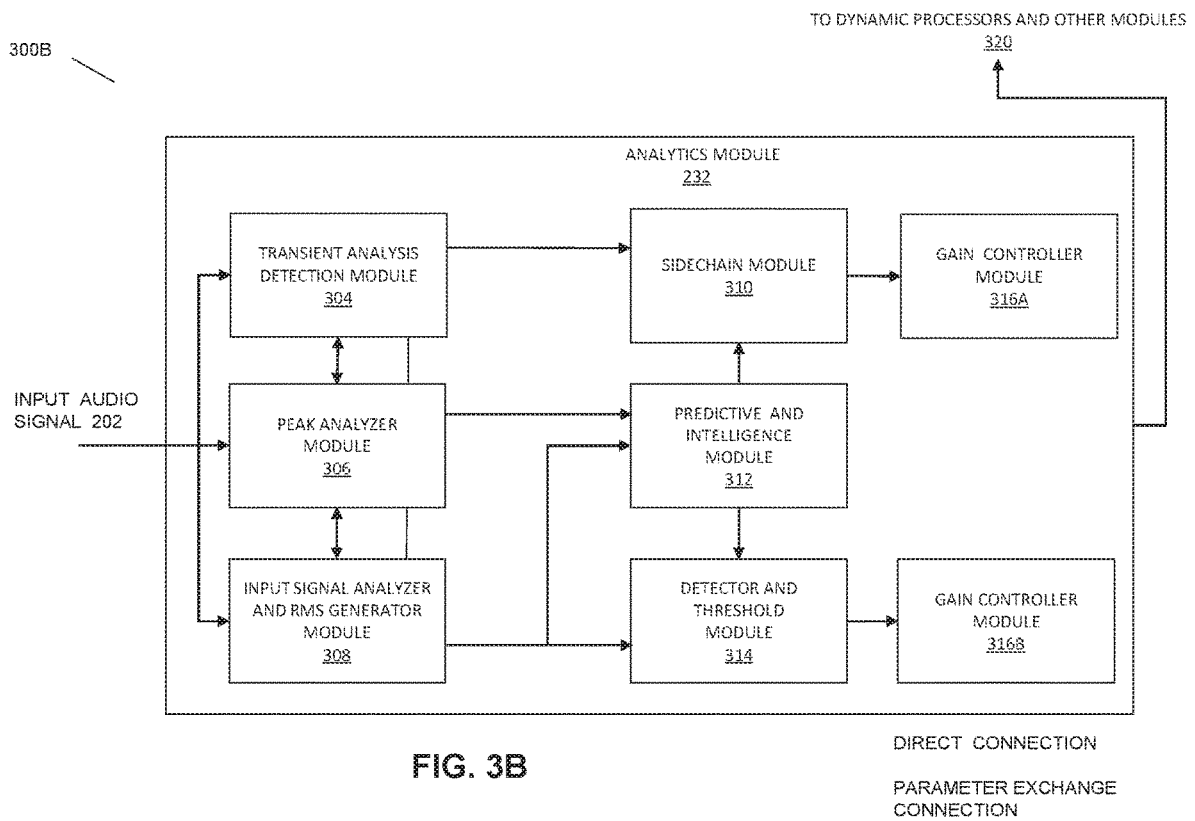 TO DYNAMIC PROCESSORS AND OTHER MODULES
320
300B
ANALYTICS MODULE
232
TRANSIENT ANALYSIS
DETECTION MODULE
304
SIDECHAIN MODULE
310
GAIN CONTROLLER
MODULE
316A
INPUT AUDIO
SIGNAL 202
PEAK ANALYZER
MODULE
306
PREDICTIVE AND
INTELLIGENCE
MODULE
312
INPUT SIGNAL ANALYZER
AND RMS GENERATOR
MODULE
308
DETECTOR AND
THRESHOLD
MODULE
314
GAIN CONTROLLER
MODULE
316B
FIG. 3B
DIRECT CONNECTION
PARAMETER EXCHANGE
CONNECTION